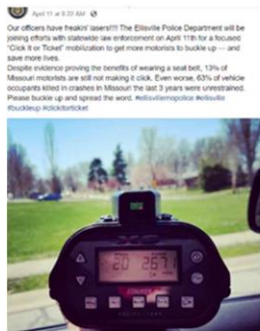 April 11 at 9:22 AM
Our officers have freakin' lasers!!!! The Ellisville Police Department will be
joining efforts with statewide law enforcement on April 11th for a focused
"Click It or Ticket" mobilization to get more motorists to buckle up --- and
save more lives.
Despite evidence proving the benefits of wearing a seat belt, 13% of
Missouri motorists are still not making it click. Even worse, 63% of vehicle
occupants killed in crashes in Missouri the last 3 years were unrestrained.
Please buckle up and spread the word. #ellisvillemopolice #ellisville
#buckleup #clickitorticket
20 267.1
STALKER